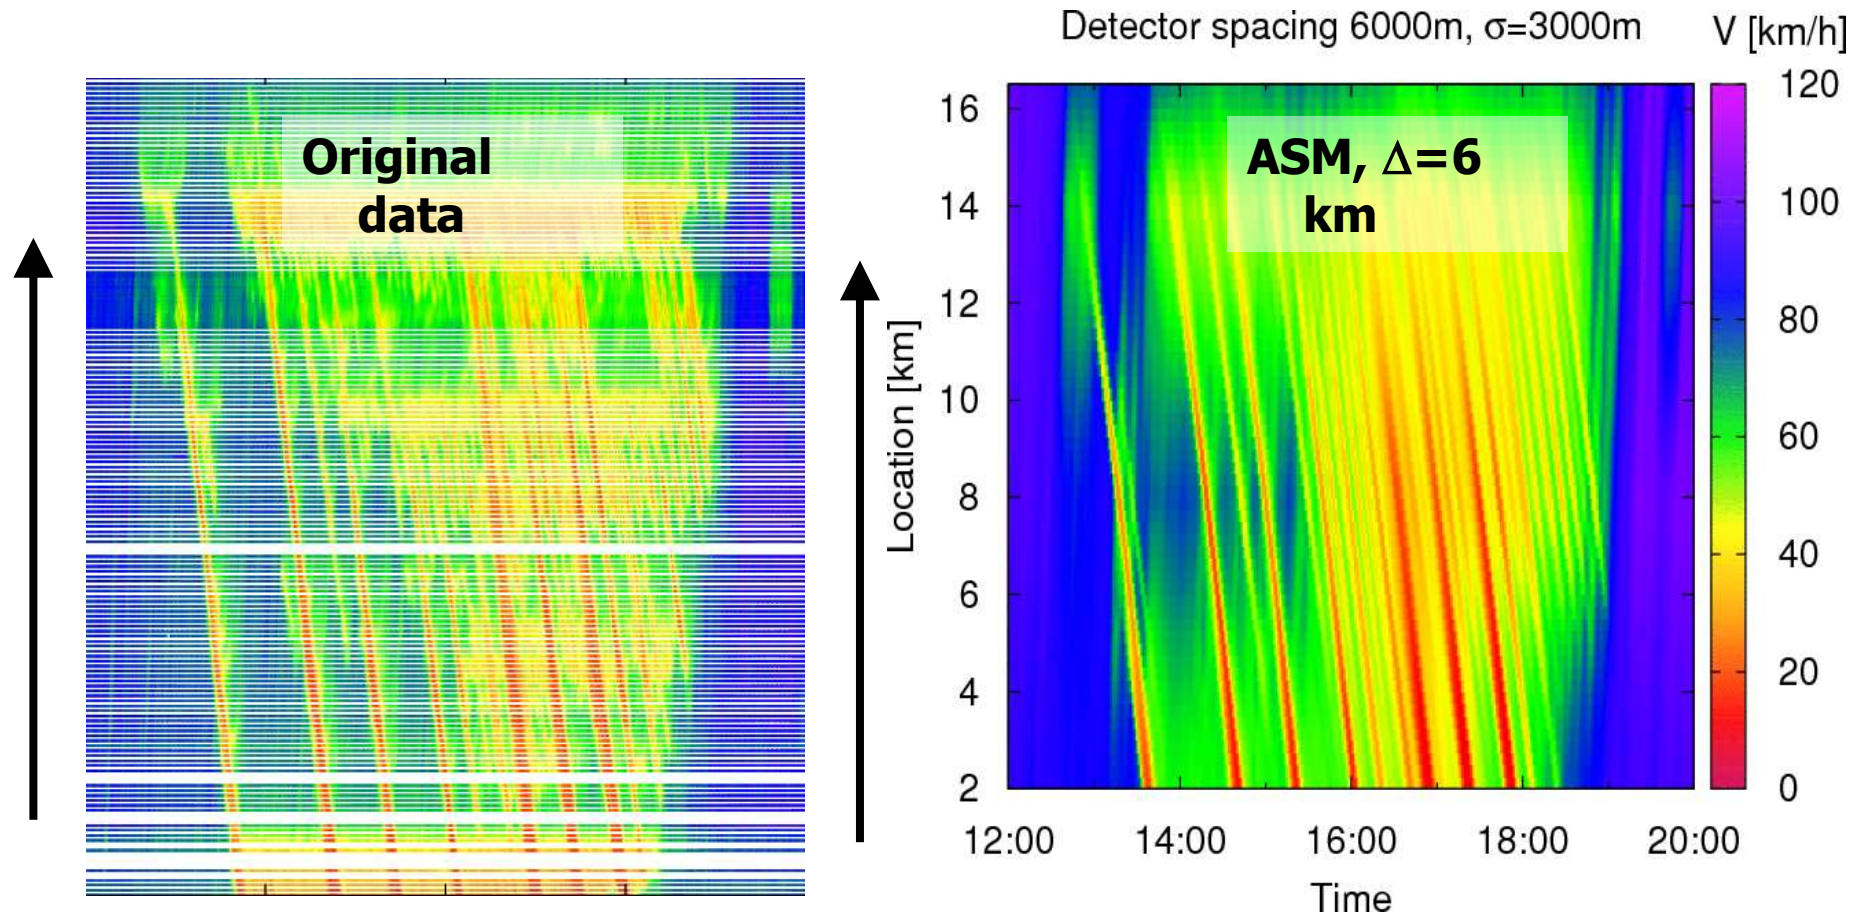 Detector spacing 6000m, σ=3000m
V [km/h]
Original
data
ASM, Δ=6
km
Location [km]
16
14
12
10
8
6
4
2
12:00
14:00
16:00
18:00
20:00
Time
120
100
80
60
40
20
0